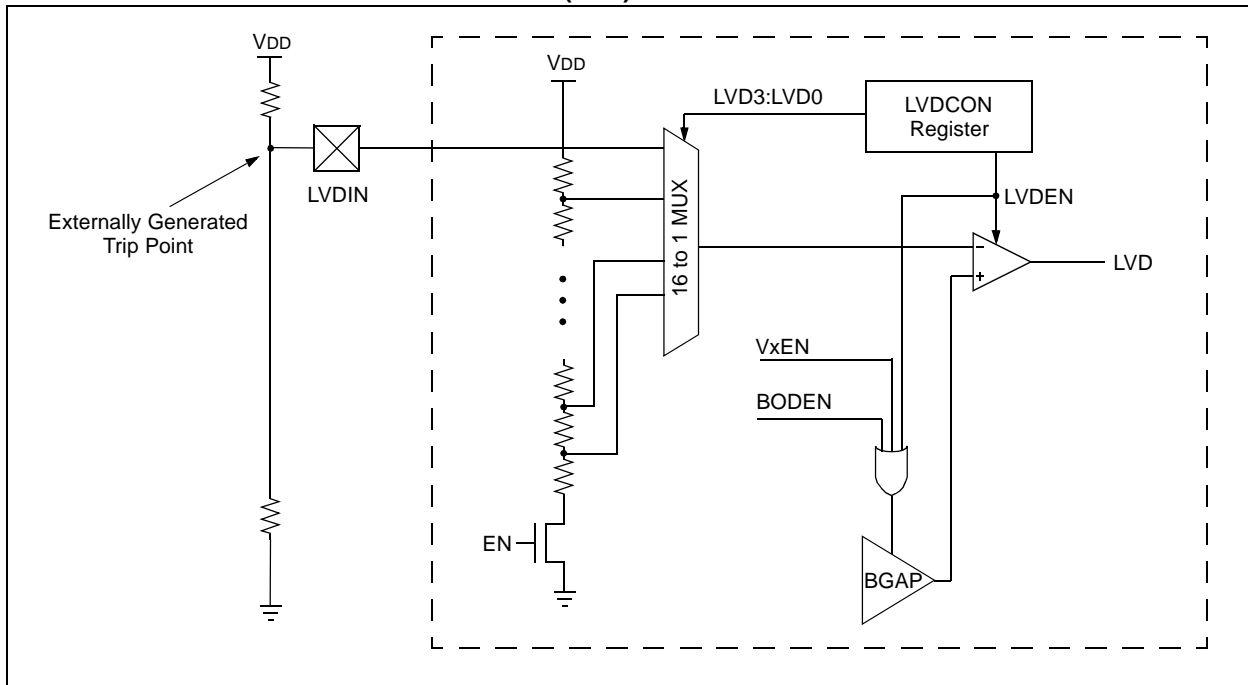 VDD
VDD
LVD3:LVD0
LVDCON
Register
LVDIN
16 to 1 MUX
LVDEN
Externally Generated
Trip Point
−
+
LVD
VxEN
BODEN
EN
BGAP